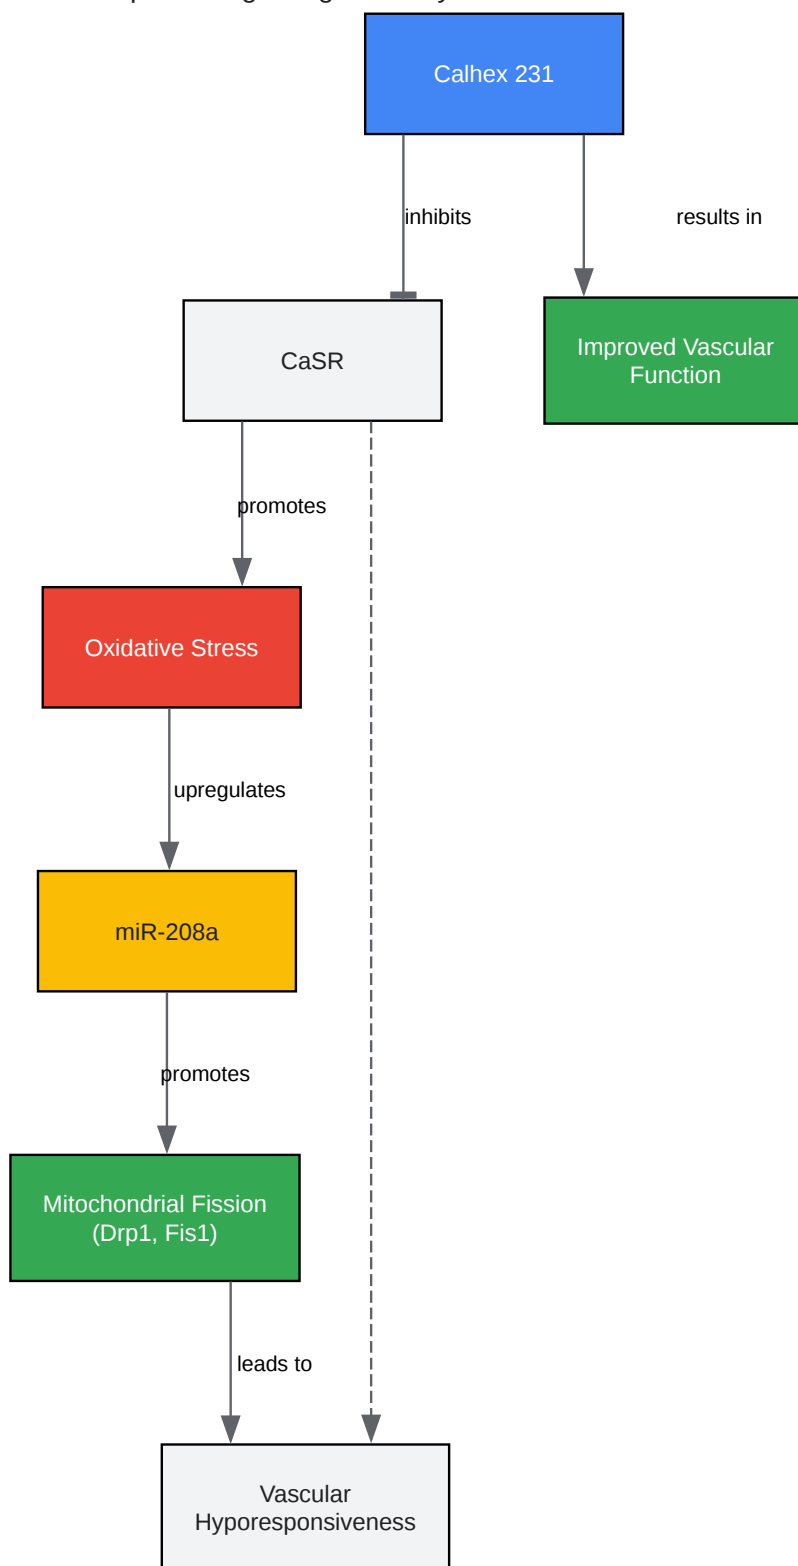 Calhex 231
inhibits
results in
CaSR
Improved Vascular
Function
promotes
Oxidative Stress
upregulates
miR-208a
promotes
Mitochondrial Fission
(Drp1, Fis1)
leads to
Vascular
Hyporesponsiveness